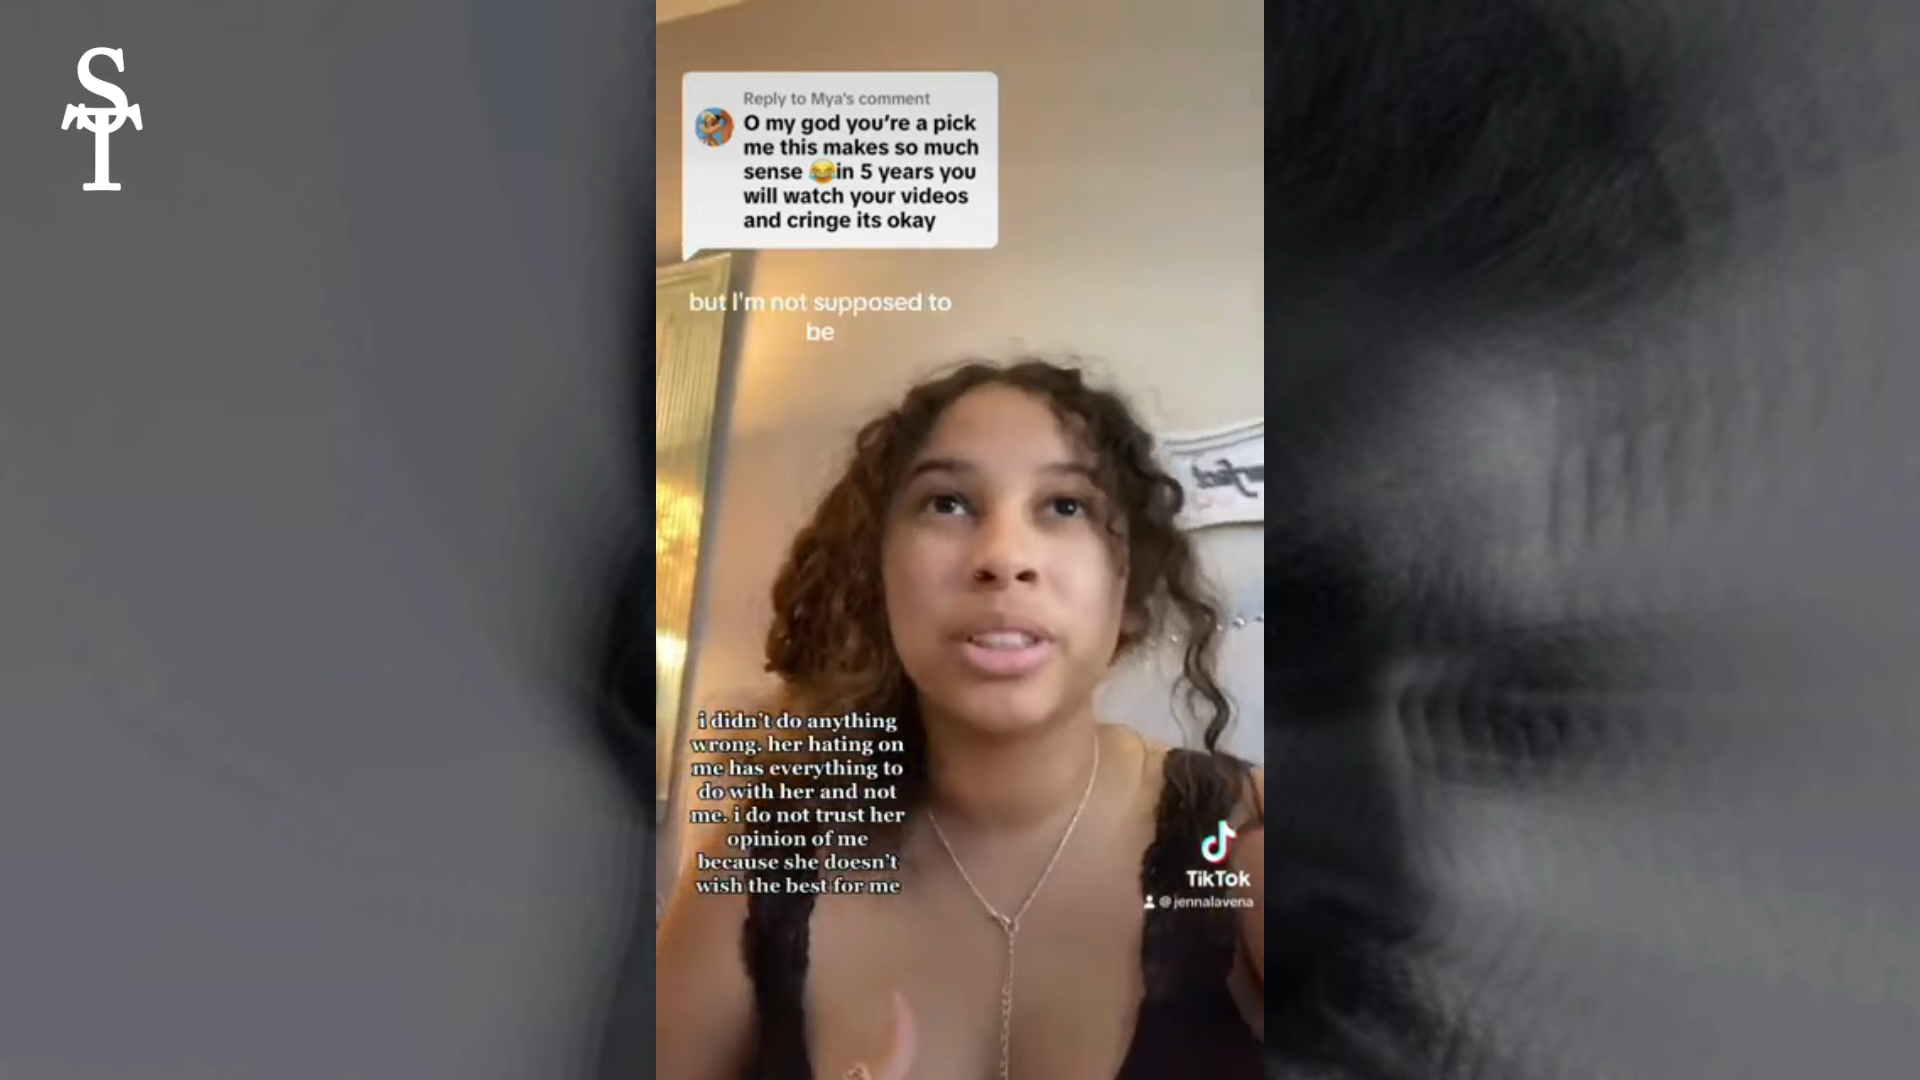 ST
Reply to Mya's comment
O my god you're a pick
me this makes so much
sense 😂in 5 years you
will watch your videos
and cringe its okay
but I'm not supposed to
be
i didn't do anything
wrong. her hating on
me has everything to
do with her and not
me. i do not trust her
opinion of me
because she doesn't
wish the best for me
TikTok
@jennalavena